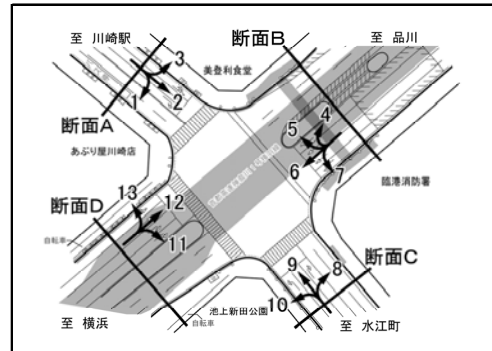 至 川崎駅
断面B
至 品川
美登利食堂
3
1
2
断面A
4
5
6
7
あぶり屋川崎店
臨港消防署
断面D
13
12
11
自転車
断面C
9
8
10
池上新田公園
至 横浜
自転車
至 水江町